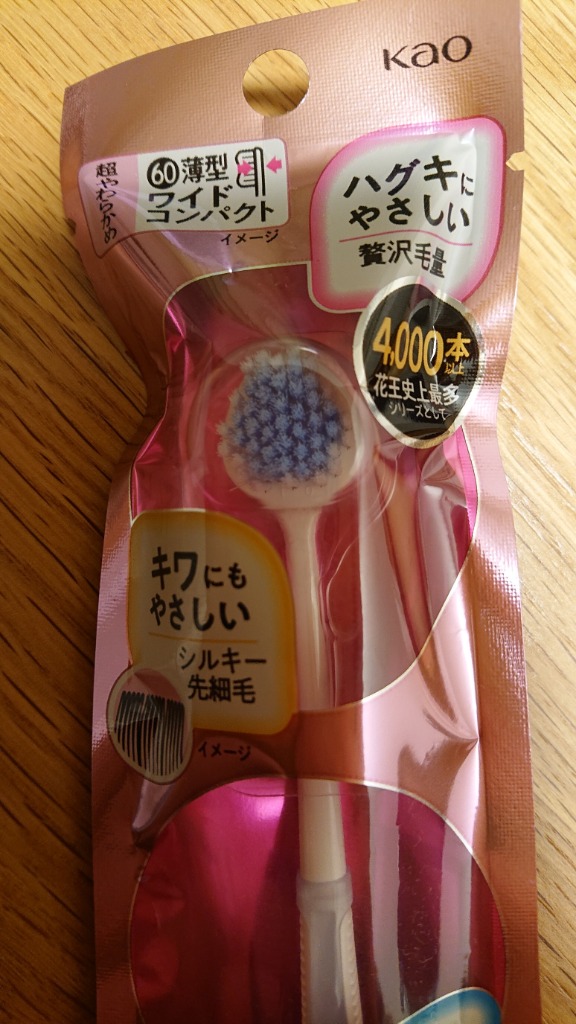 Kao
超やわらかめ
60 薄型
ワイド
コンパクト
イメージ
ハグキに
やさしい
贅沢毛量
4,000本
以上
花王史上最多
シリーズとして
キワにも
やさしい
シルキー
先細毛
イメージ